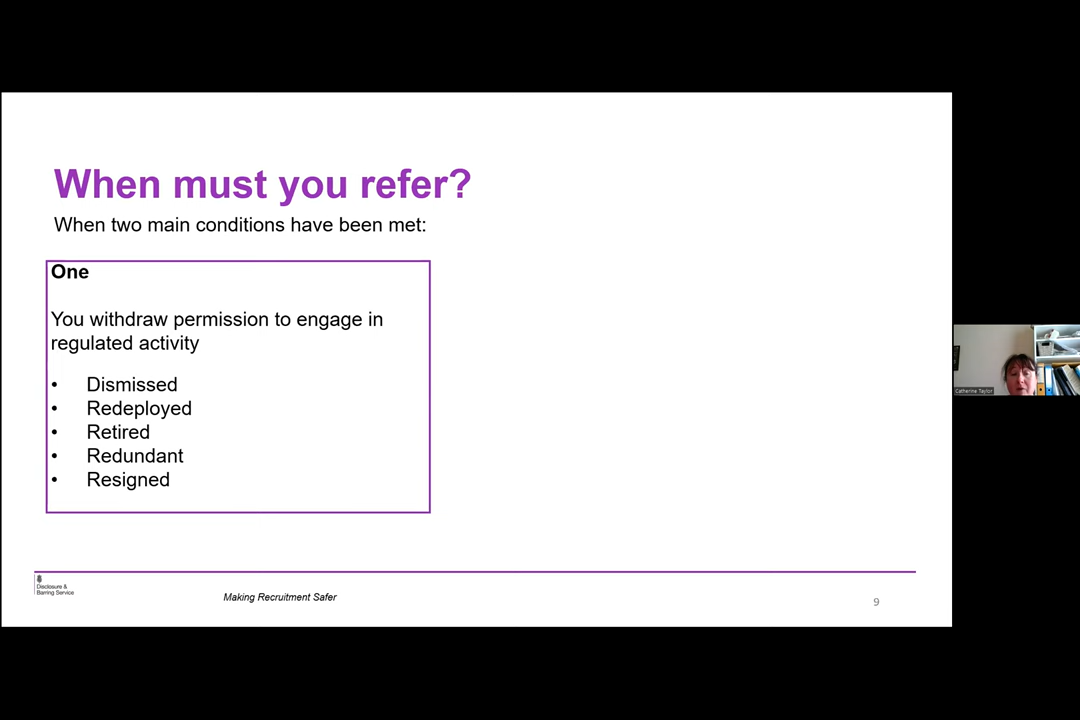 When must you refer?
When two main conditions have been met:
One
You withdraw permission to engage in
regulated activity
• Dismissed
• Redeployed
• Retired
• Redundant
• Resigned
Disclosure &
Barring Service
Making Recruitment Safer
9
Catherine Taylor